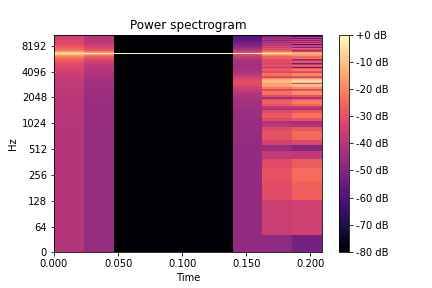 Power spectrogram
8192
4096
2048
1024
512
256
128
64
0
Hz
0.000 0.050 0.100 0.150 0.200
Time
+0 dB
-10 dB
-20 dB
-30 dB
-40 dB
-50 dB
-60 dB
-70 dB
-80 dB